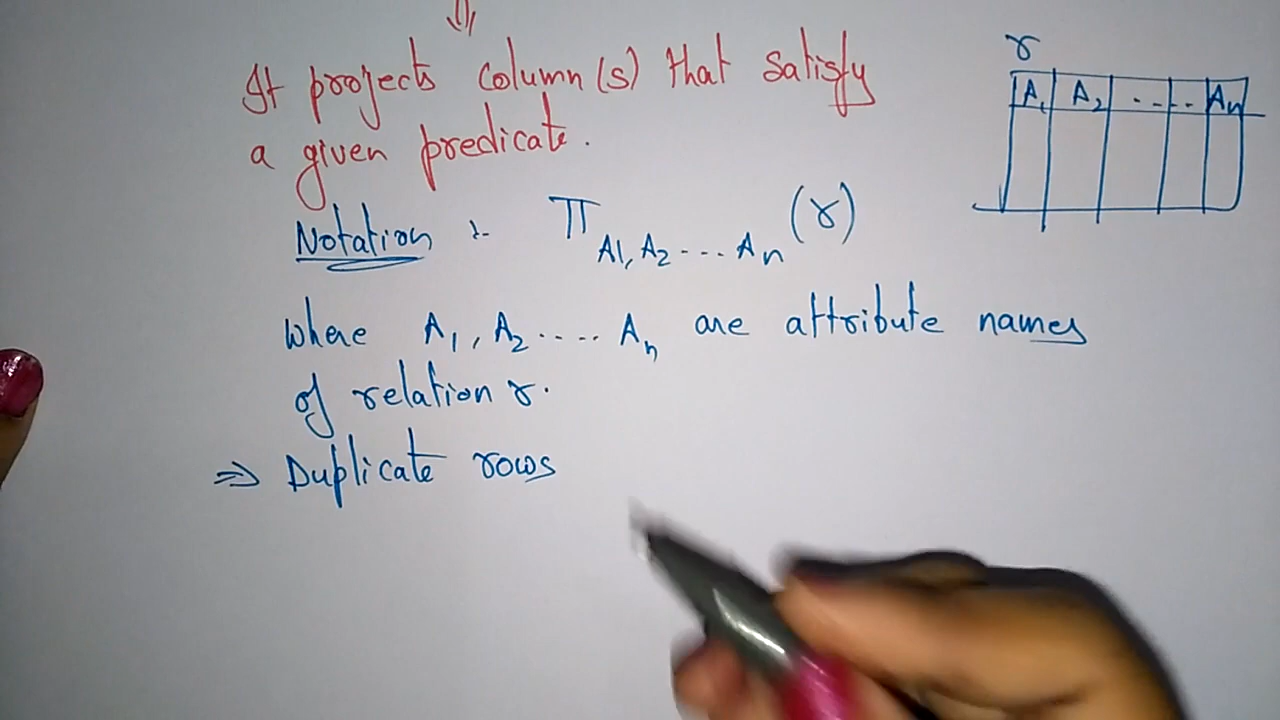 It projects column(s) that satisfy
a given predicate.
Notation :- π A1, A2 --- An (r)
where A1, A2 ..... An are attribute names
of relation r.
⇒ Duplicate rows
r
A1 A2 ..-- An